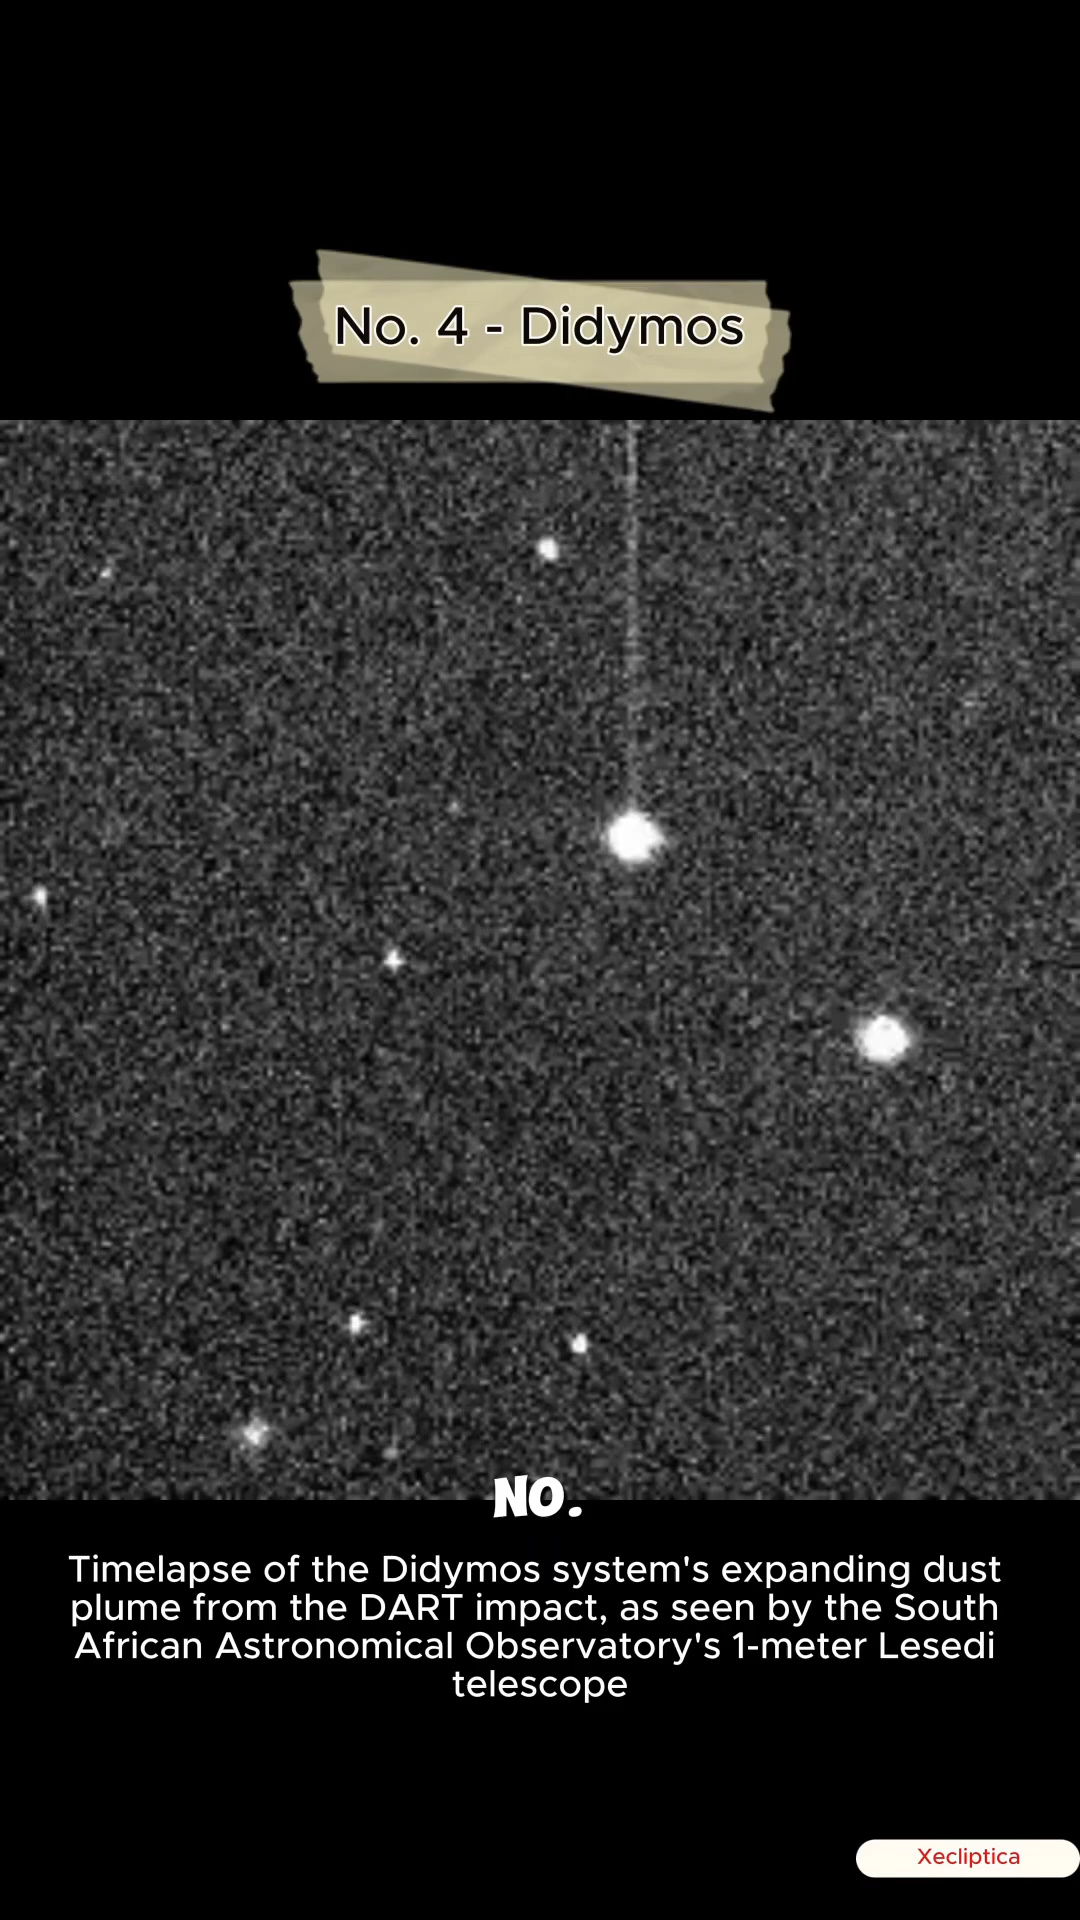 No. 4 - Didymos
NO.
Timelapse of the Didymos system's expanding dust
plume from the DART impact, as seen by the South
African Astronomical Observatory's 1-meter Lesedi
telescope
Xecliptica